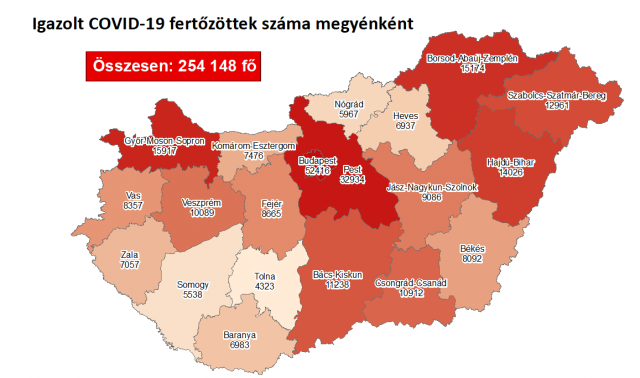 Igazolt COVID-19 fertőzöttek száma megyénként
Összesen: 254 148 fő
Borsod-Abaúj-Zemplén
15174
Szabolcs-Szatmár-Bereg
12961
Nógrád
5967
Heves
6937
Győr-Moson-Sopron
15917
Komárom-Esztergom
7476
Budapest
52416
Pest
32934
Hajdú-Bihar
14026
Jász-Nagykun-Szolnok
9086
Vas
8357
Veszprém
10089
Fejér
8665
Békés
8092
Zala
7057
Somogy
5538
Tolna
4323
Bács-Kiskun
11238
Csongrád-Csanád
10912
Baranya
6983